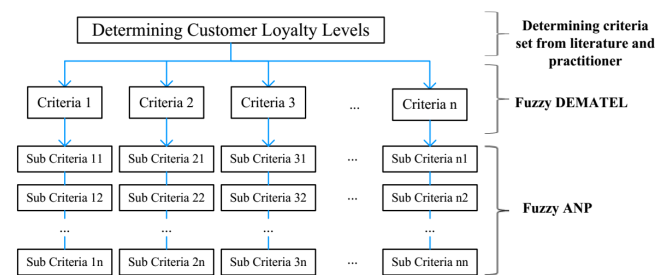 Determining Customer Loyalty Levels
Determining criteria
set from literature and
practitioner
Criteria 1 Criteria 2 Criteria 3 ... Criteria n
Fuzzy DEMATEL
Sub Criteria 11 Sub Criteria 21 Sub Criteria 31 ... Sub Criteria n1
Sub Criteria 12 Sub Criteria 22 Sub Criteria 32 ... Sub Criteria n2
Fuzzy ANP
... ... ... ...
Sub Criteria 1n Sub Criteria 2n Sub Criteria 3n ... Sub Criteria nn